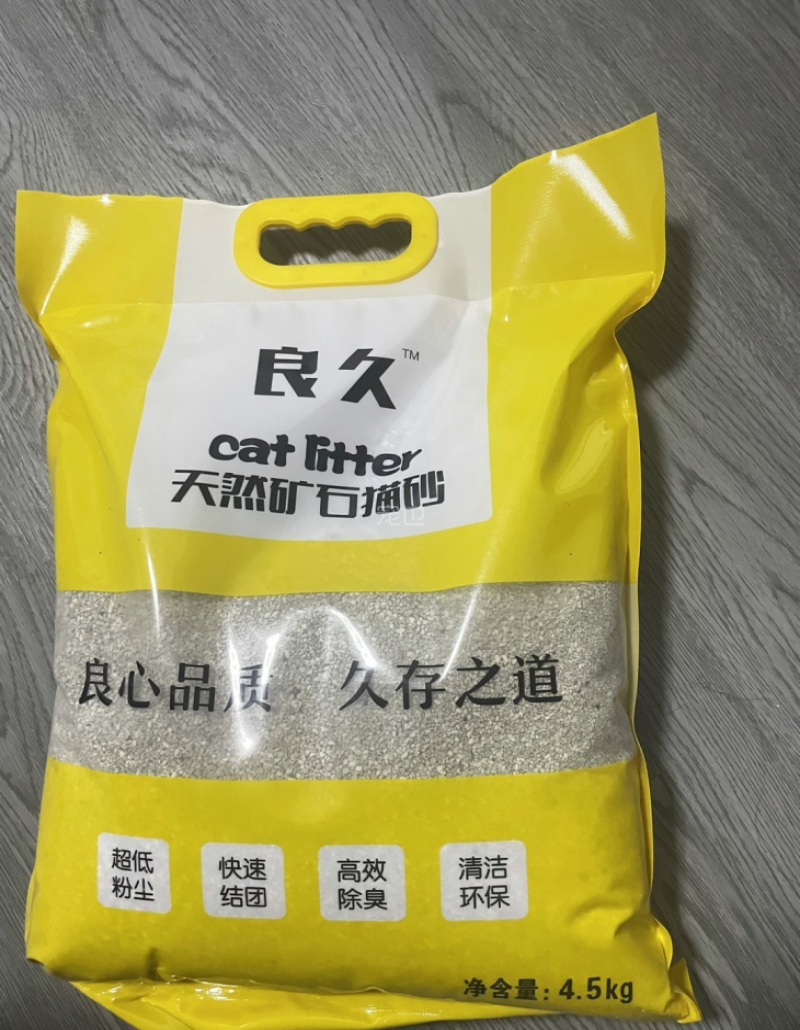 良久™
cat litter
天然矿石猫砂
良心品质 久存之道
超低
粉尘
快速
结团
高效
除臭
清洁
环保
净含量: 4.5kg